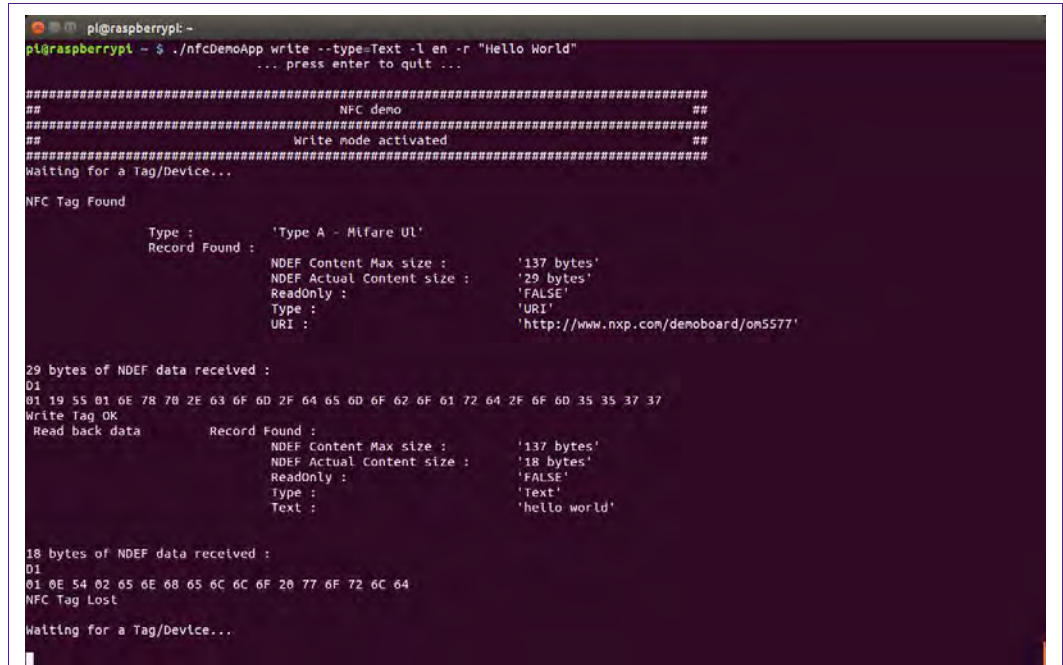 pi@raspberrypi: ~
pi@raspberrypi ~ $ ./nfcDemoApp write --type=Text -l en -r "Hello World"
... press enter to quit ...
#########################################################################################
## NFC demo ##
#########################################################################################
## Write mode activated ##
#########################################################################################
Waiting for a Tag/Device...
NFC Tag Found
Type : 'Type A - Mifare Ul'
Record Found :
NDEF Content Max size : '137 bytes'
NDEF Actual Content size : '29 bytes'
ReadOnly : 'FALSE'
Type : 'URI'
URI : 'http://www.nxp.com/demoboard/om5577'
29 bytes of NDEF data received :
D1
01 19 55 01 6E 78 70 2E 63 6F 6D 2F 64 65 6D 6F 62 6F 61 72 64 2F 6F 6D 35 35 37 37
Write Tag OK
Read back data Record Found :
NDEF Content Max size : '137 bytes'
NDEF Actual Content size : '18 bytes'
ReadOnly : 'FALSE'
Type : 'Text'
Text : 'hello world'
18 bytes of NDEF data received :
D1
01 0E 54 02 65 6E 68 65 6C 6C 6F 20 77 6F 72 6C 64
NFC Tag Lost
Waiting for a Tag/Device...